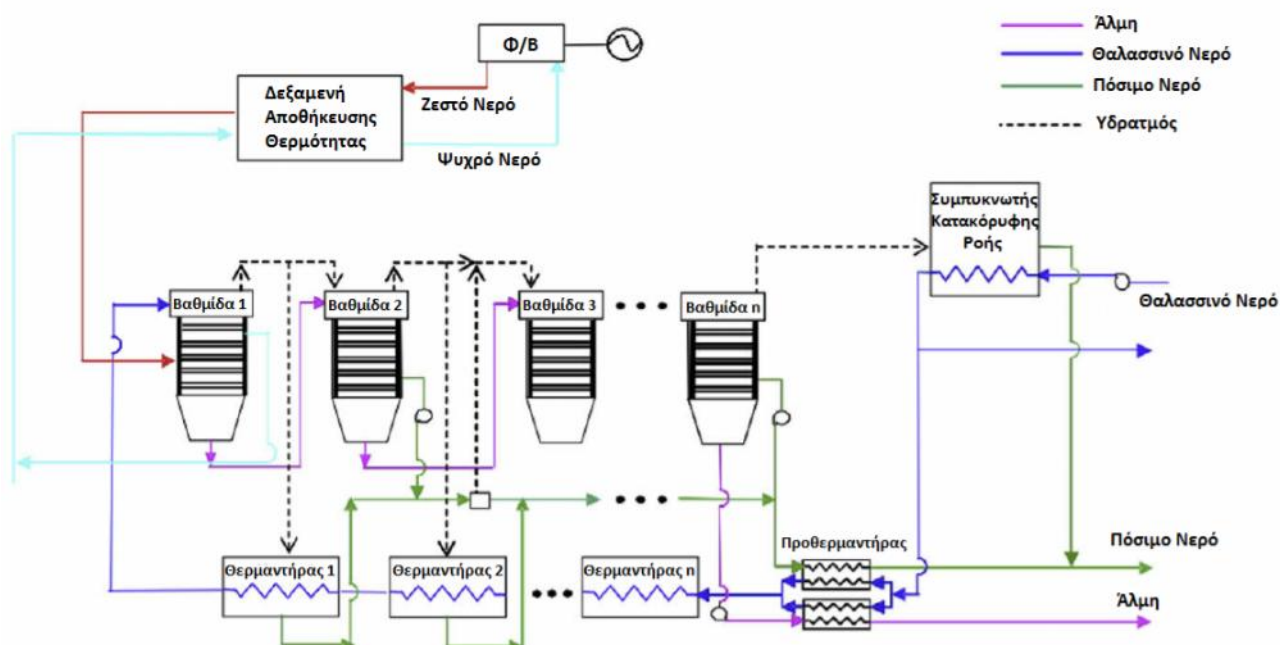 Φ/Β
Δεξαμενή
Αποθήκευσης
Θερμότητας
Ζεστό Νερό
Ψυχρό Νερό
Άλμη
Θαλασσινό Νερό
Πόσιμο Νερό
Υδρατμός
Συμπυκνωτής
Κατακόρυφης
Ροής
Θαλασσινό Νερό
Βαθμίδα 1
Βαθμίδα 2
Βαθμίδα 3
Βαθμίδα n
Θερμαντήρας 1
Θερμαντήρας 2
Θερμαντήρας n
Προθερμαντήρας
Πόσιμο Νερό
Άλμη